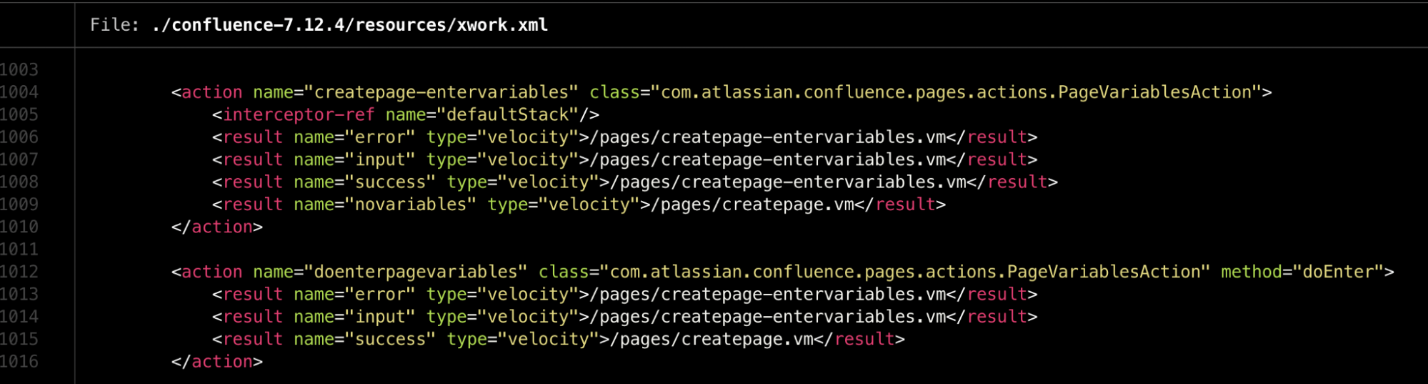 File: ./confluence-7.12.4/resources/xwork.xml
1003
1004 <action name="createpage-entervariables" class="com.atlassian.confluence.pages.actions.PageVariablesAction">
1005 <interceptor-ref name="defaultStack"/>
1006 <result name="error" type="velocity">/pages/createpage-entervariables.vm</result>
1007 <result name="input" type="velocity">/pages/createpage-entervariables.vm</result>
1008 <result name="success" type="velocity">/pages/createpage-entervariables.vm</result>
1009 <result name="novariables" type="velocity">/pages/createpage.vm</result>
1010 </action>
1011
1012 <action name="doenterpagevariables" class="com.atlassian.confluence.pages.actions.PageVariablesAction" method="doEnter">
1013 <result name="error" type="velocity">/pages/createpage-entervariables.vm</result>
1014 <result name="input" type="velocity">/pages/createpage-entervariables.vm</result>
1015 <result name="success" type="velocity">/pages/createpage.vm</result>
1016 </action>